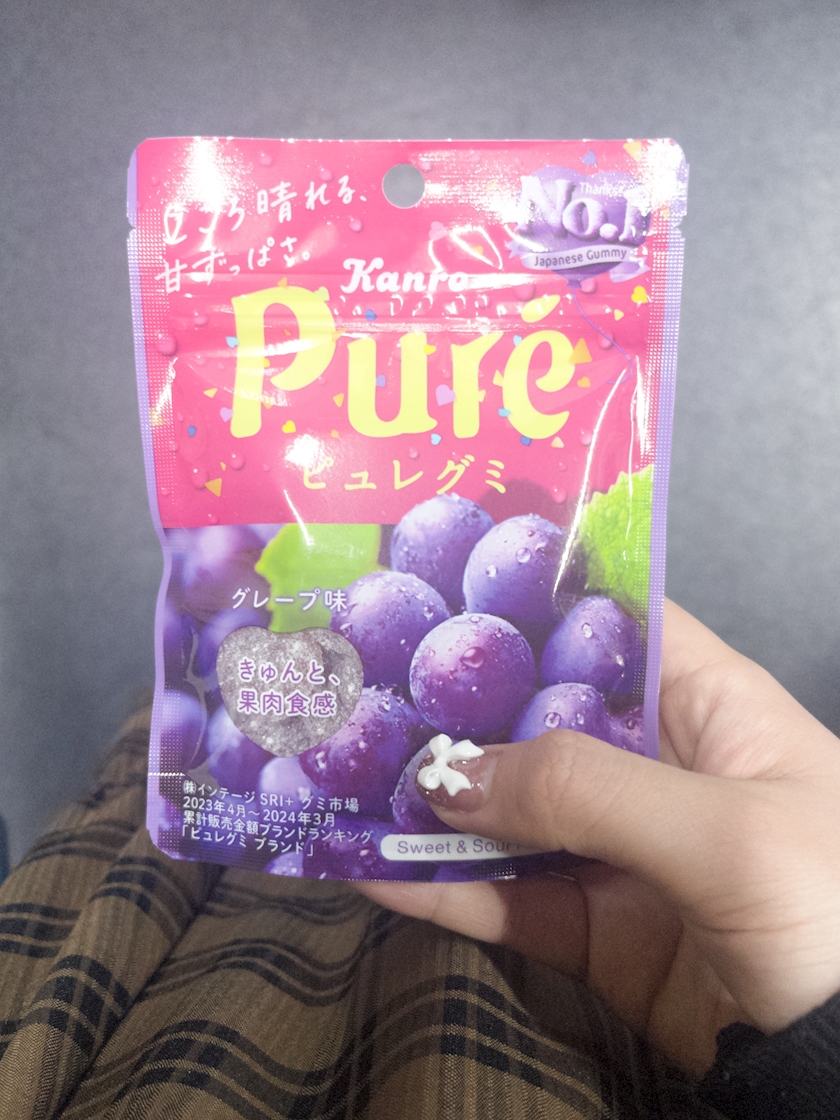 立ころ晴れる、
甘ずっぱさ。
Thanks
No.1
Japanese Gummy
Kanro
Puré
ピュレグミ
グレープ味
きゅんと、
果肉食感
㈱インテージ SRI+ グミ市場
2023年4月〜2024年3月
累計販売金額ブランドランキング
「ピュレグミ ブランド」
Sweet & Sour